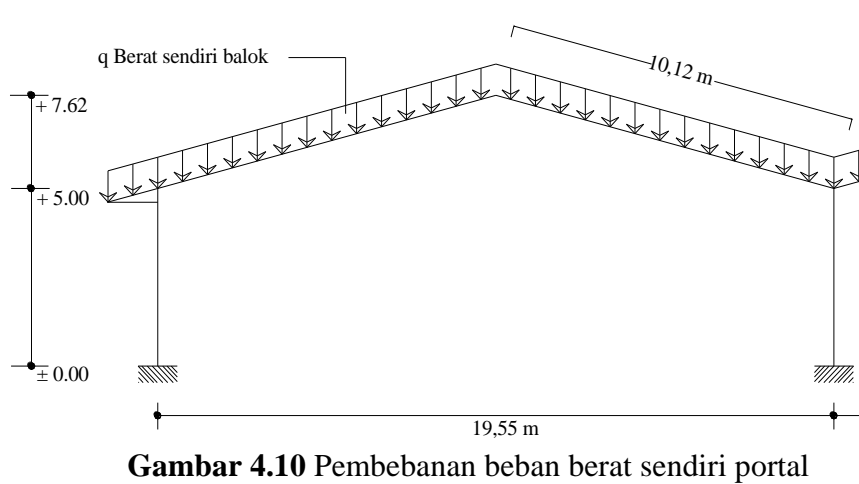 q Berat sendiri balok
10,12 m
+ 7.62
+ 5.00
± 0.00
19,55 m
Gambar 4.10 Pembebanan beban berat sendiri portal